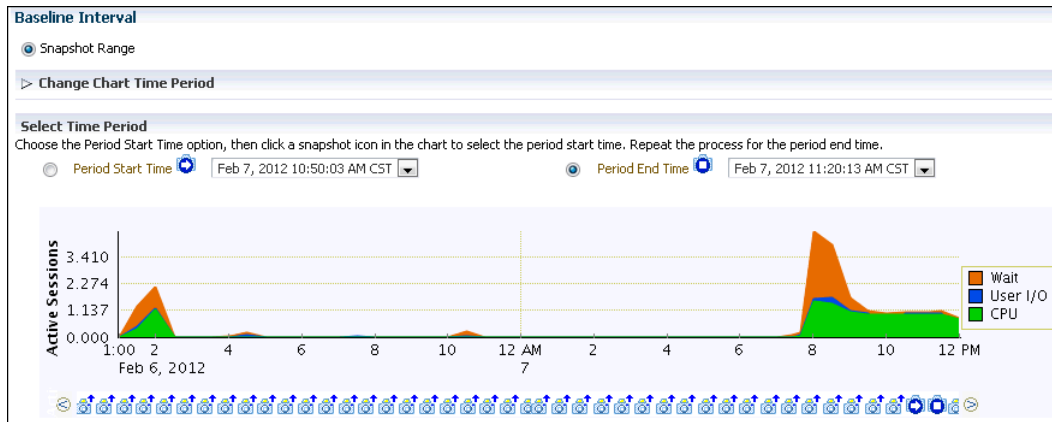 Baseline Interval
Snapshot Range
Change Chart Time Period
Select Time Period
Choose the Period Start Time option, then click a snapshot icon in the chart to select the period start time. Repeat the process for the period end time.
Period Start Time Feb 7, 2012 10:50:03 AM CST Period End Time Feb 7, 2012 11:20:13 AM CST
Active Sessions
3.410
2.274
1.137
0.000
Wait
User I/O
CPU
1:00 2 4 6 8 10 12 AM 2 4 6 8 10 12 PM
Feb 6, 2012 7